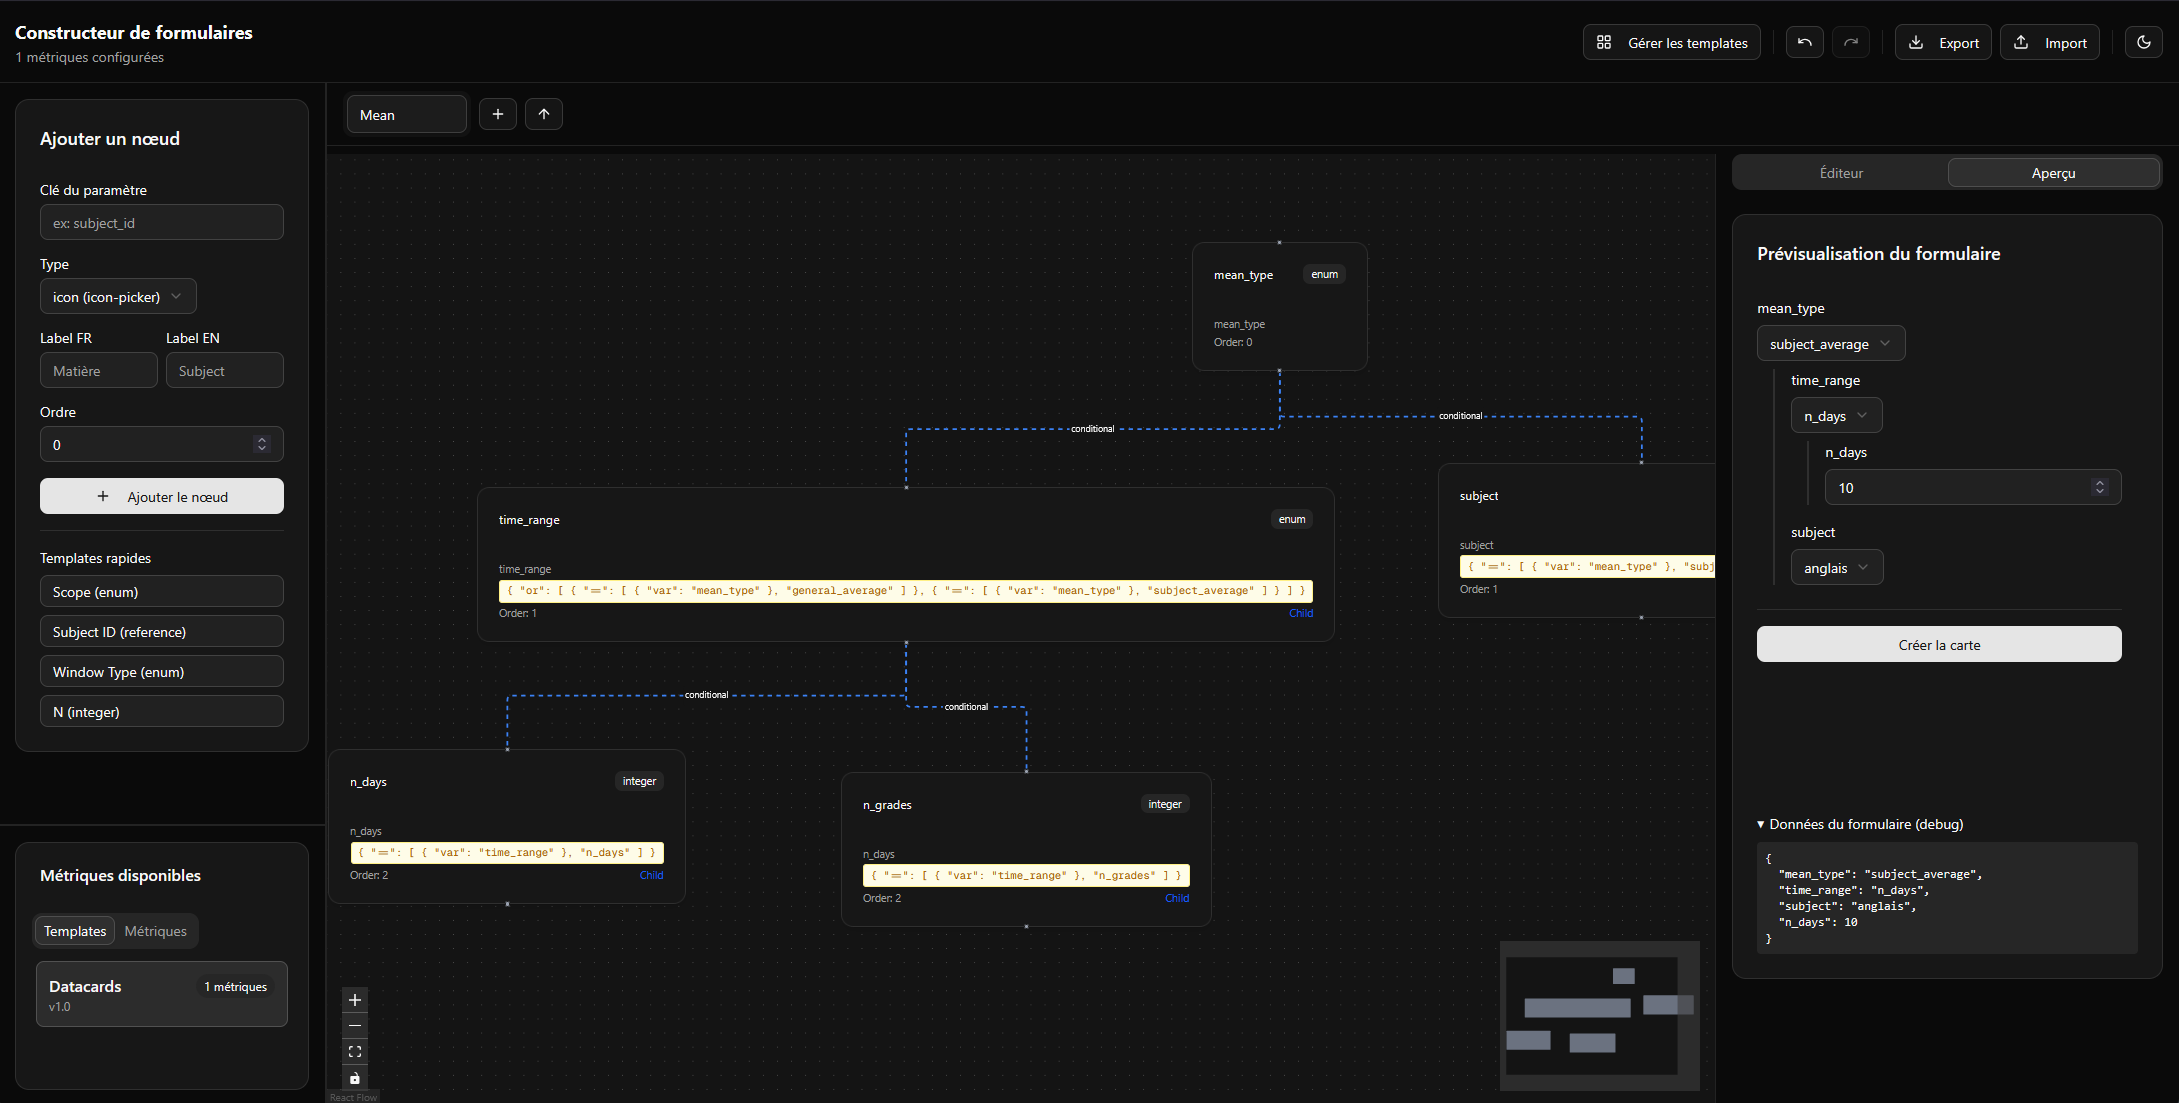 Constructeur de formulaires
1 métriques configurées
Gérer les templates
Export
Import
Ajouter un nœud
Clé du paramètre
ex: subject_id
Type
icon (icon-picker)
Label FR
Label EN
Matière
Subject
Ordre
0
Ajouter le nœud
Templates rapides
Scope (enum)
Subject ID (reference)
Window Type (enum)
N (integer)
Métriques disponibles
Templates
Métriques
Datacards
1 métriques
v1.0
Mean
mean_type
enum
mean_type
Order: 0
conditional
conditional
time_range
enum
time_range
{ "or": [ { "==": [ { "var": "mean_type" }, "general_average" ] }, { "==": [ { "var": "mean_type" }, "subject_average" ] } ] }
Order: 1
Child
subject
subject
{ "==": [ { "var": "mean_type" }, "subj
Order: 1
conditional
conditional
n_days
integer
n_days
{ "==": [ { "var": "time_range" }, "n_days" ] }
Order: 2
Child
n_grades
integer
n_days
{ "==": [ { "var": "time_range" }, "n_grades" ] }
Order: 2
Child
React Flow
Éditeur
Aperçu
Prévisualisation du formulaire
mean_type
subject_average
time_range
n_days
n_days
10
subject
anglais
Créer la carte
▾ Données du formulaire (debug)
{
"mean_type": "subject_average",
"time_range": "n_days",
"subject": "anglais",
"n_days": 10
}